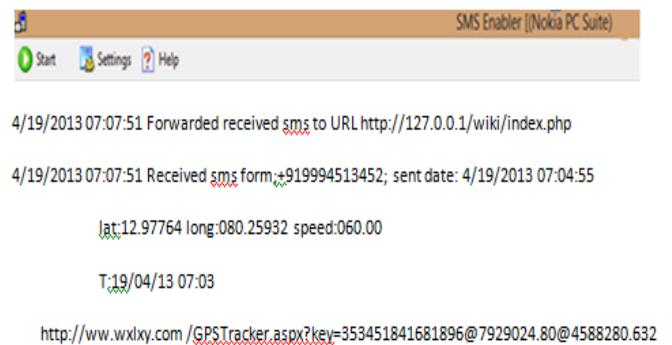 SMS Enabler [(Nokia PC Suite)
Start Settings ? Help
4/19/2013 07:07:51 Forwarded received sms to URL http://127.0.0.1/wiki/index.php
4/19/2013 07:07:51 Received sms form;+919994513452; sent date: 4/19/2013 07:04:55
lat:12.97764 long:080.25932 speed:060.00
T:19/04/13 07:03
http://ww.wxlxy.com /GPSTracker.aspx?key=353451841681896@7929024.80@4588280.632